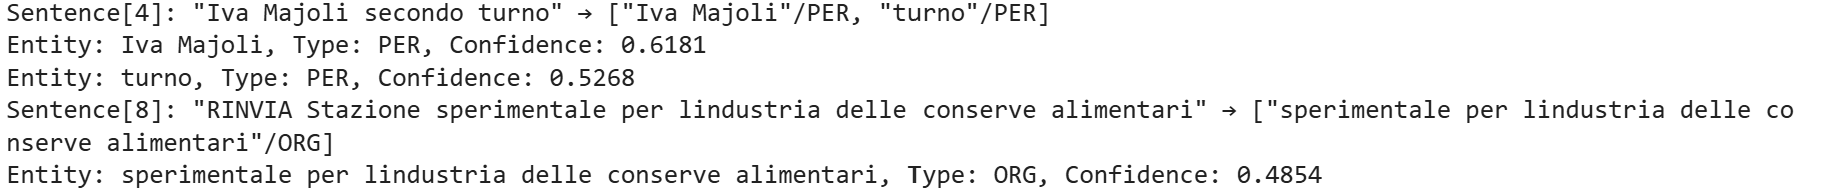 Sentence[4]: "Iva Majoli secondo turno" → ["Iva Majoli"/PER, "turno"/PER]
Entity: Iva Majoli, Type: PER, Confidence: 0.6181
Entity: turno, Type: PER, Confidence: 0.5268
Sentence[8]: "RINVIA Stazione sperimentale per lindustria delle conserve alimentari" → ["sperimentale per lindustria delle co
nserve alimentari"/ORG]
Entity: sperimentale per lindustria delle conserve alimentari, Type: ORG, Confidence: 0.4854